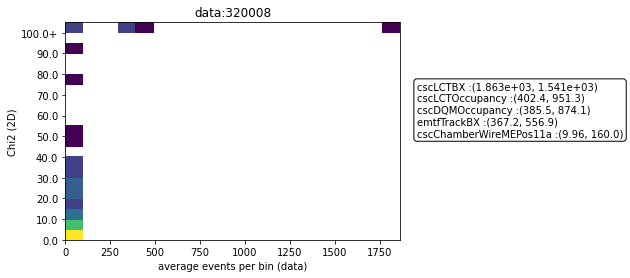 data:320008
100.0+
90.0
80.0
70.0
60.0
50.0
40.0
30.0
20.0
10.0
0.0
Chi2 (2D)
0
250
500
750
1000
1250
1500
1750
average events per bin (data)
cscLCTBX :(1.863e+03, 1.541e+03)
cscLCTOccupancy :(402.4, 951.3)
cscDQMOccupancy :(385.5, 874.1)
emtfTrackBX :(367.2, 556.9)
cscChamberWireMEPos11a :(9.96, 160.0)